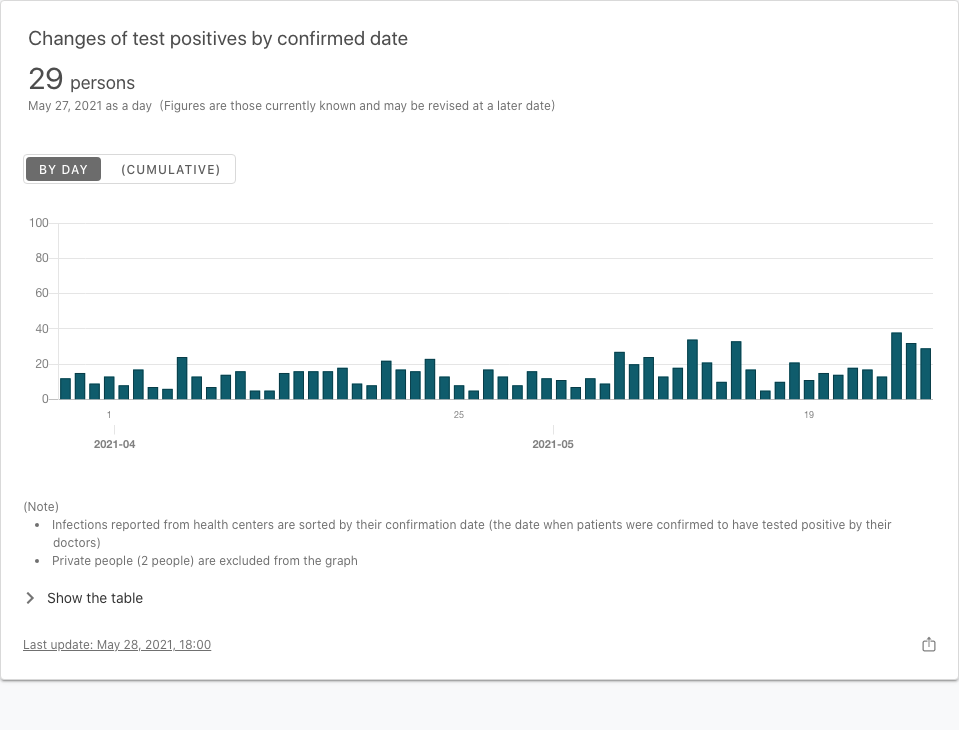 Changes of test positives by confirmed date
29 persons
May 27, 2021 as a day (Figures are those currently known and may be revised at a later date)
BY DAY (CUMULATIVE)
100
80
60
40
20
0
1 25 19
2021-04 2021-05
(Note)
• Infections reported from health centers are sorted by their confirmation date (the date when patients were confirmed to have tested positive by their
doctors)
• Private people (2 people) are excluded from the graph
Show the table
Last update: May 28, 2021, 18:00